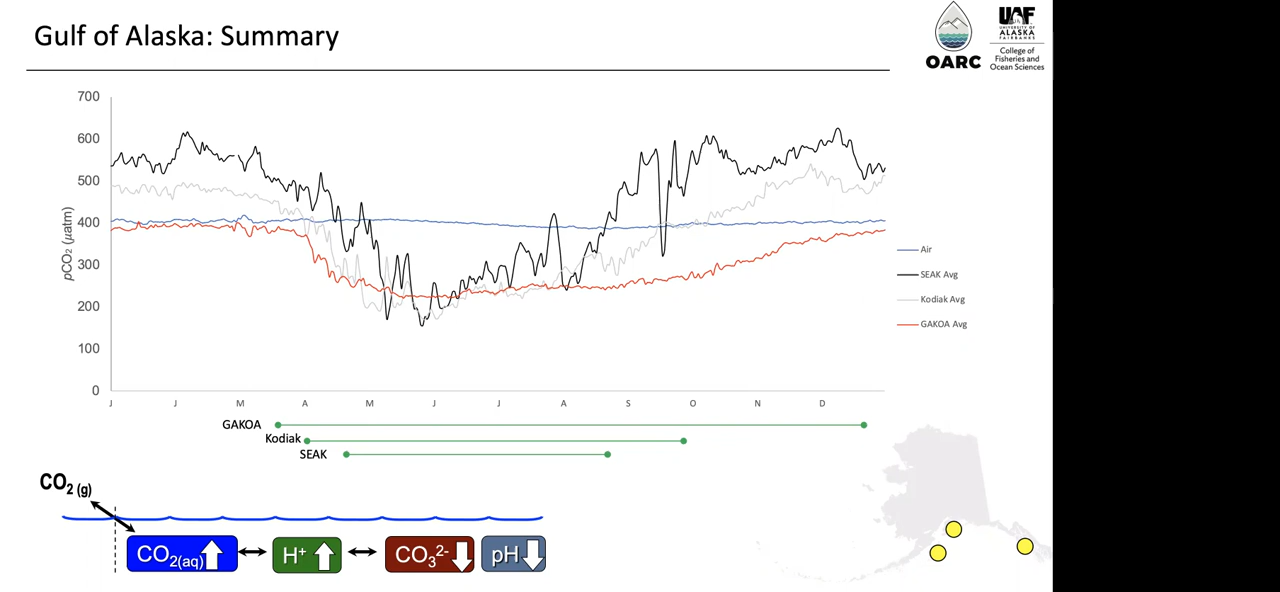 Gulf of Alaska: Summary
OARC
UAF
UNIVERSITY OF
ALASKA
FAIRBANKS
College of
Fisheries and
Ocean Sciences
700
600
500
400
300
200
100
0
pCO₂ (µatm)
J J M A M J J A S O N D
Air
SEAK Avg
Kodiak Avg
GAKOA Avg
GAKOA
Kodiak
SEAK
CO₂ (g)
CO₂(aq)
H⁺
CO₃²⁻
pH